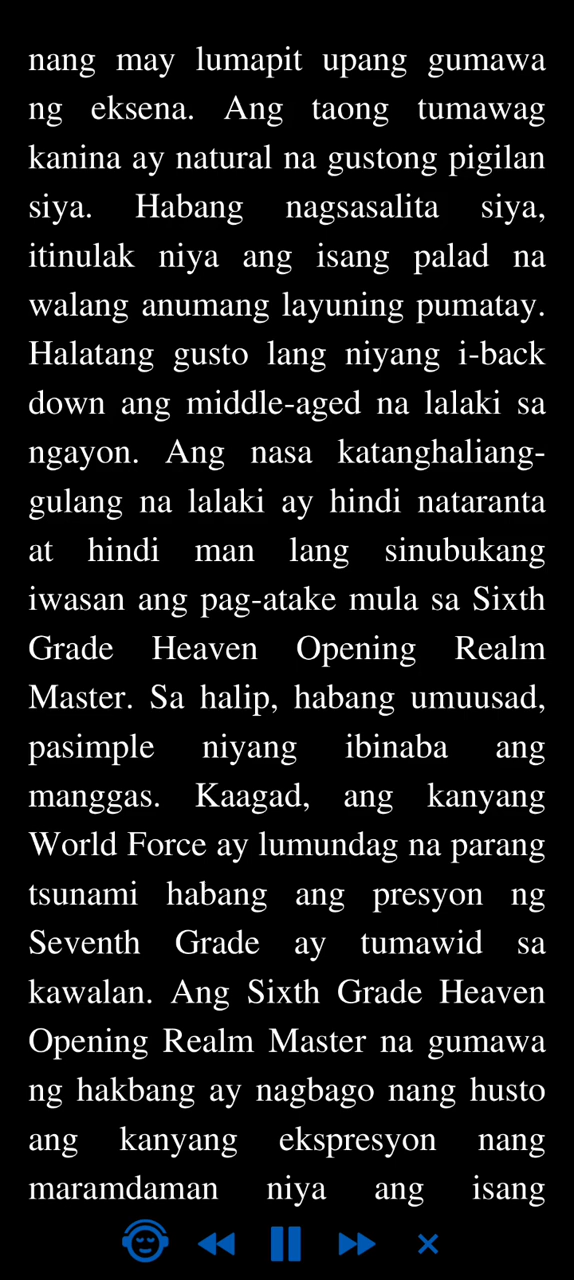 nang may lumapit upang gumawa
ng eksena. Ang taong tumawag
kanina ay natural na gustong pigilan
siya. Habang nagsasalita siya,
itinulak niya ang isang palad na
walang anumang layuning pumatay.
Halatang gusto lang niyang i-back
down ang middle-aged na lalaki sa
ngayon. Ang nasa katanghaliang-
gulang na lalaki ay hindi nataranta
at hindi man lang sinubukang
iwasan ang pag-atake mula sa Sixth
Grade Heaven Opening Realm
Master. Sa halip, habang umuusad,
pasimple niyang ibinaba ang
manggas. Kaagad, ang kanyang
World Force ay lumundag na parang
tsunami habang ang presyon ng
Seventh Grade ay tumawid sa
kawalan. Ang Sixth Grade Heaven
Opening Realm Master na gumawa
ng hakbang ay nagbago nang husto
ang kanyang ekspresyon nang
maramdaman niya ang isang